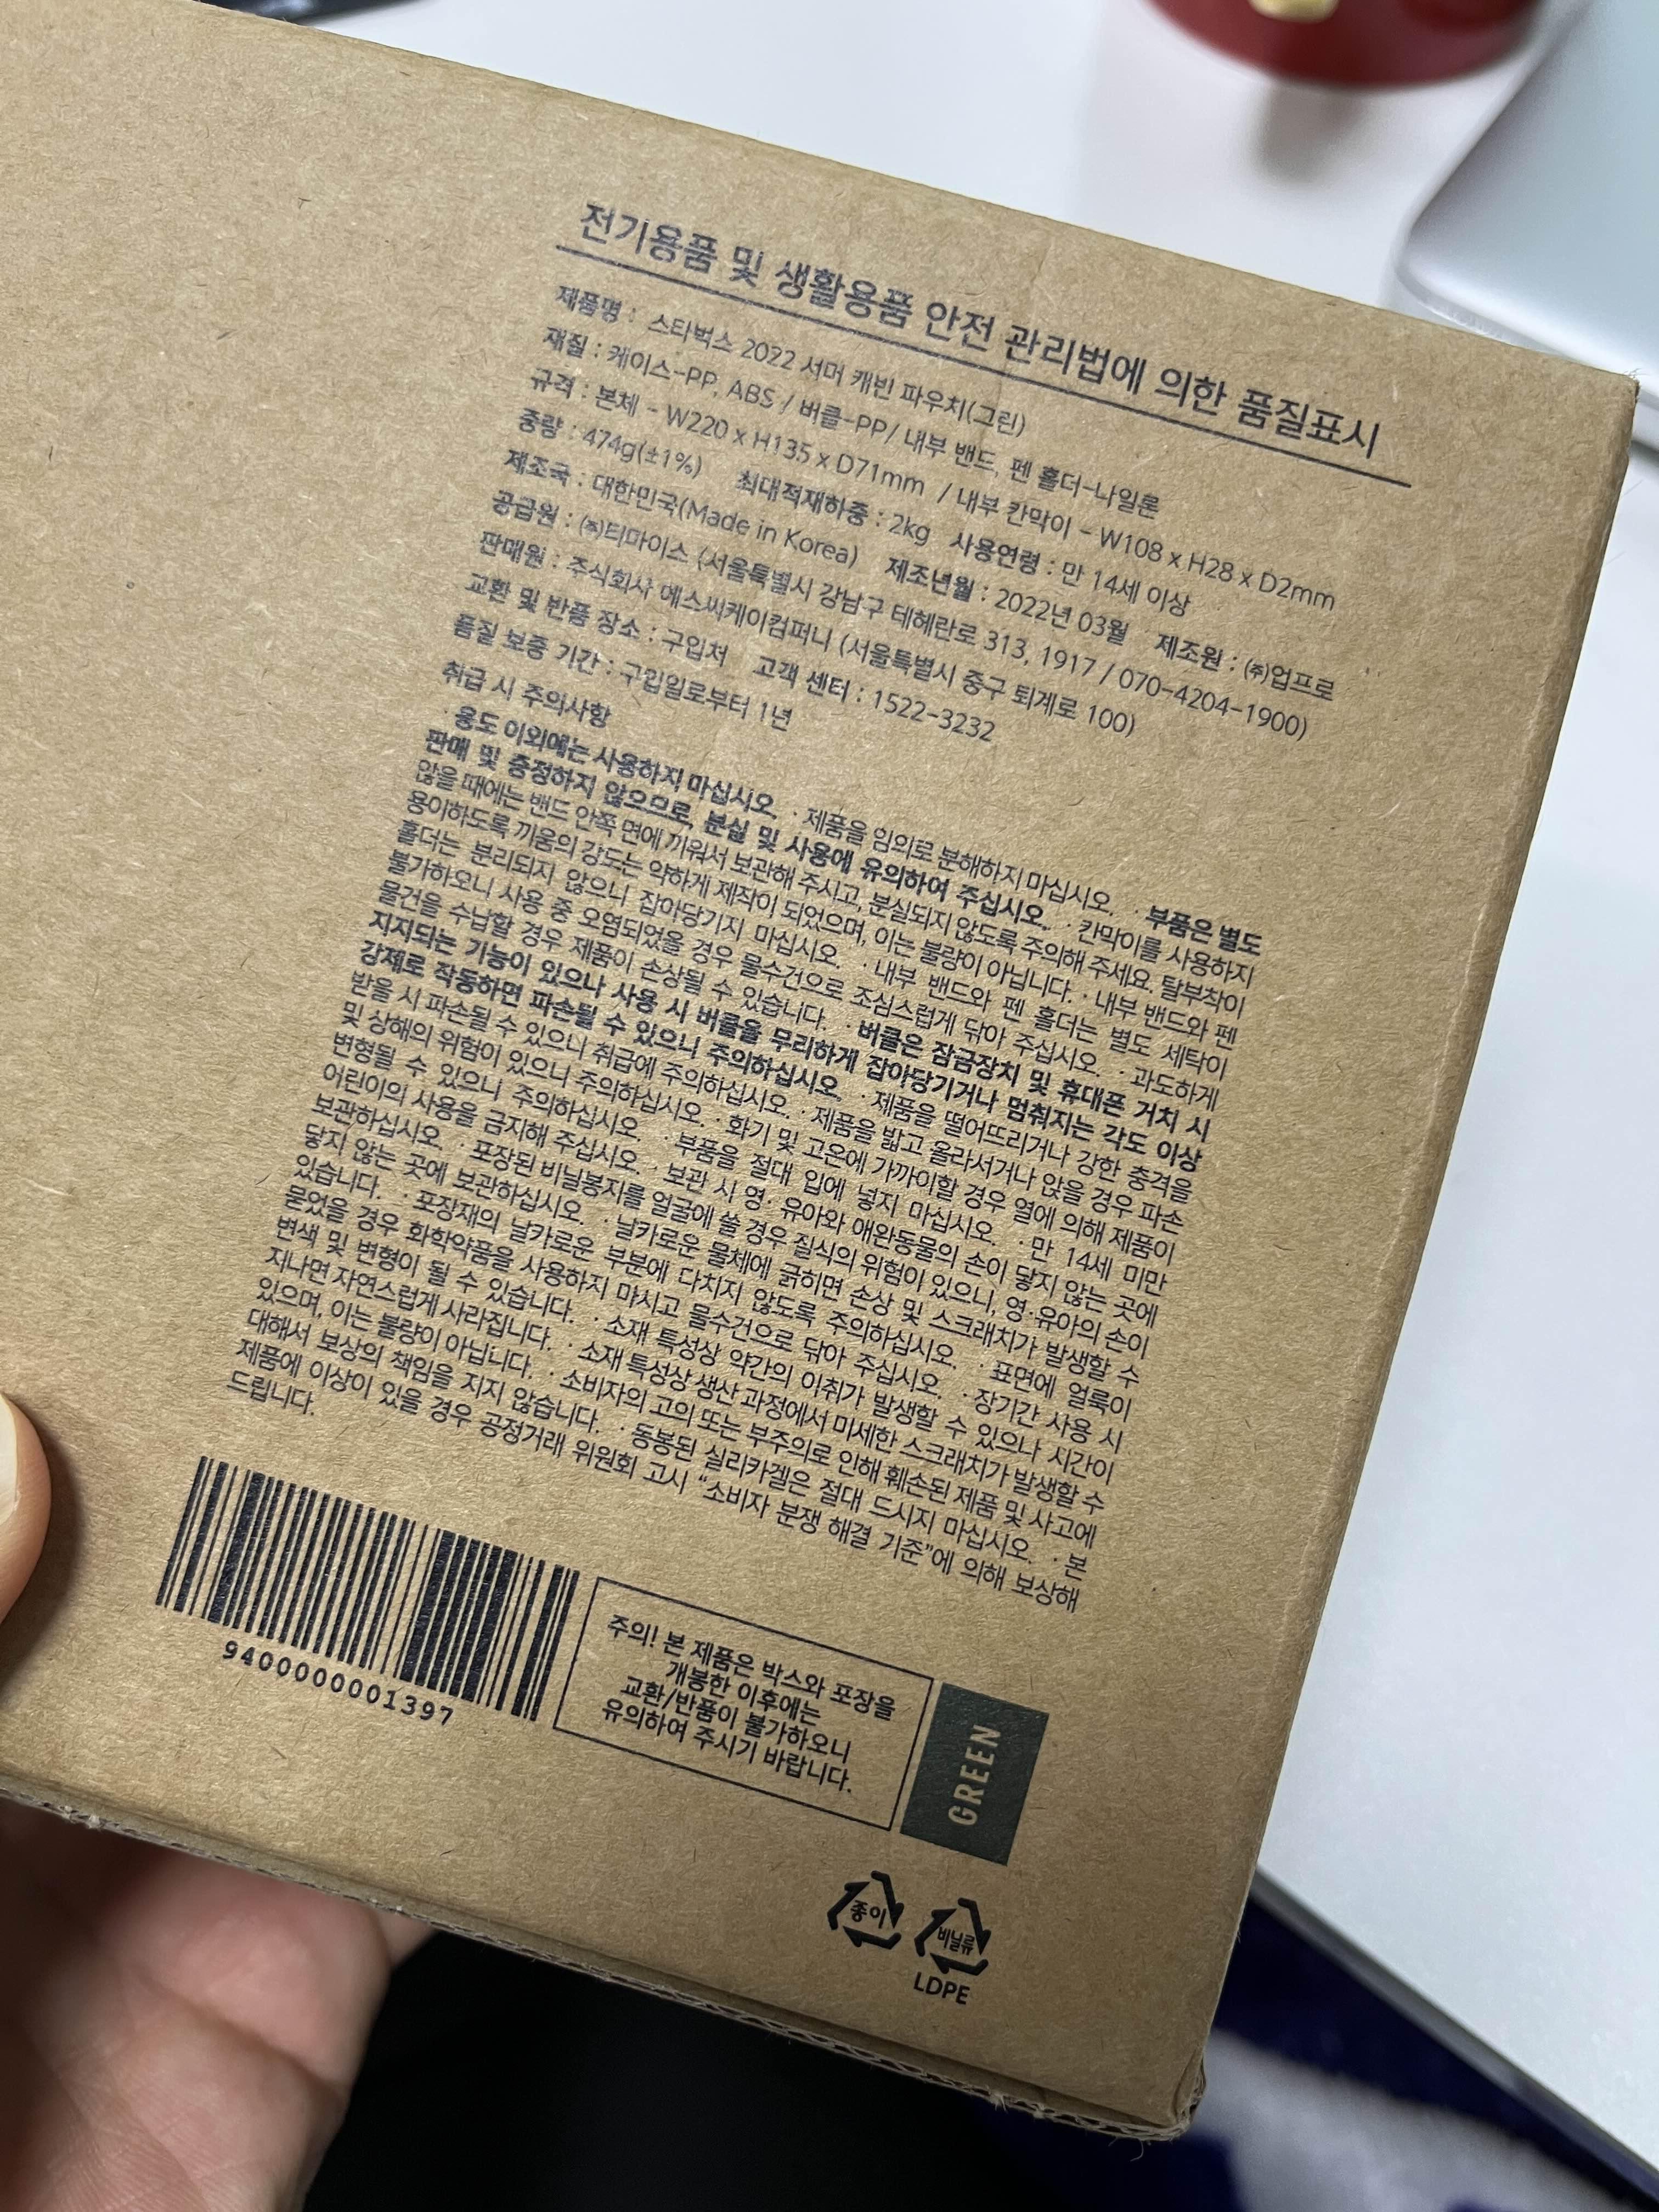 전기용품 및 생활용품 안전 관리법에 의한 품질표시
제품명 : 스타벅스 2022 서머 캐빈 파우치(그린)
재질 : 케이스-PP, ABS / 버클-PP/ 내부 밴드, 펜 홀더-나일론
규격 : 본체 - W220 x H135 x D71mm / 내부 칸막이 - W108 x H28 x D2mm
중량 : 474g(±1%) 최대적재하중 : 2kg 사용연령 : 만 14세 이상
제조국 : 대한민국(Made in Korea) 제조년월 : 2022년 03월 제조원 : ㈜업프로
공급원 : ㈜티마이스 (서울특별시 강남구 테헤란로 313, 1917 / 070-4204-1900)
판매원 : 주식회사 에스씨케이컴퍼니 (서울특별시 중구 퇴계로 100)
교환 및 반품 장소 : 구입처 고객 센터 : 1522-3232
품질 보증 기간 : 구입일로부터 1년
취급 시 주의사항
· 용도 이외에는 사용하지 마십시오. · 제품을 임의로 분해하지 마십시오. · 부품은 별도
판매 및 증정하지 않으므로, 분실 및 사용에 유의하여 주십시오. · 칸막이를 사용하지
않을 때에는 밴드 안쪽 면에 끼워서 보관해 주시고, 분실되지 않도록 주의해 주세요. 탈부착이
용이하도록 끼움의 강도는 약하게 제작이 되었으며, 이는 불량이 아닙니다. · 내부 밴드와 펜
홀더는 분리되지 않으니 잡아당기지 마십시오. · 내부 밴드와 펜 홀더는 별도 세탁이
불가하오니 사용 중 오염되었을 경우 물수건으로 조심스럽게 닦아 주십시오. · 과도하게
물건을 수납할 경우 제품이 손상될 수 있습니다. · 버클은 잠금장치 및 휴대폰 거치 시
지지되는 기능이 있으나 사용 시 버클을 무리하게 잡아당기거나 멈춰지는 각도 이상
강제로 작동하면 파손될 수 있으니 주의하십시오. · 제품을 떨어뜨리거나 강한 충격을
받을 시 파손될 수 있으니 취급에 주의하십시오. · 제품을 밟고 올라서거나 앉을 경우 파손
및 상해의 위험이 있으니 주의하십시오. · 화기 및 고온에 가까이할 경우 열에 의해 제품이
변형될 수 있으니 주의하십시오. · 부품을 절대 입에 넣지 마십시오. · 만 14세 미만
어린이의 사용을 금지해 주십시오. · 보관 시 영·유아와 애완동물의 손이 닿지 않는 곳에
보관하십시오. · 포장된 비닐봉지를 얼굴에 쓸 경우 질식의 위험이 있으니, 영·유아의 손이
닿지 않는 곳에 보관하십시오. · 날카로운 물체에 긁히면 손상 및 스크래치가 발생할 수
있습니다. · 포장재의 날카로운 부분에 다치지 않도록 주의하십시오. · 표면에 얼룩이
묻었을 경우 화학약품을 사용하지 마시고 물수건으로 닦아 주십시오. · 장기간 사용 시
변색 및 변형이 될 수 있습니다. · 소재 특성상 약간의 이취가 발생할 수 있으나 시간이
지나면 자연스럽게 사라집니다. · 소재 특성상 생산 과정에서 미세한 스크래치가 발생할 수
있으며, 이는 불량이 아닙니다. · 소비자의 고의 또는 부주의로 인해 훼손된 제품 및 사고에
대해서 보상의 책임을 지지 않습니다. · 동봉된 실리카겔은 절대 드시지 마십시오. · 본
제품에 이상이 있을 경우 공정거래 위원회 고시 “소비자 분쟁 해결 기준”에 의해 보상해
드립니다.
9400000001397
주의! 본 제품은 박스와 포장을
개봉한 이후에는
교환/반품이 불가하오니
유의하여 주시기 바랍니다.
GREEN
종이
비닐류
LDPE